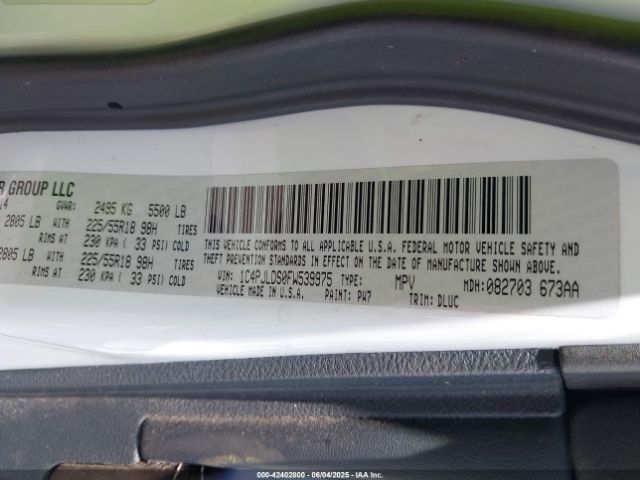 R GROUP LLC
14 GVWR: 2495 KG 5500 LB
2805 LB WITH 225/55R18 98H TIRES
RIMS AT 230 KPA ( 33 PSI) COLD
2805 LB WITH 225/55R18 98H TIRES
RIMS AT 230 KPA ( 33 PSI) COLD
THIS VEHICLE CONFORMS TO ALL APPLICABLE U.S.A. FEDERAL MOTOR VEHICLE SAFETY AND
THEFT PREVENTION STANDARDS IN EFFECT ON THE DATE OF MANUFACTURE SHOWN ABOVE.
VIN: 1C4PJLDS0FW539975 TYPE: MPV MDH: 082703 673AA
VEHICLE MADE IN U.S.A. PAINT: PW7 TRIM: DLUC
000-42402800 - 06/04/2025 - IAA Inc.